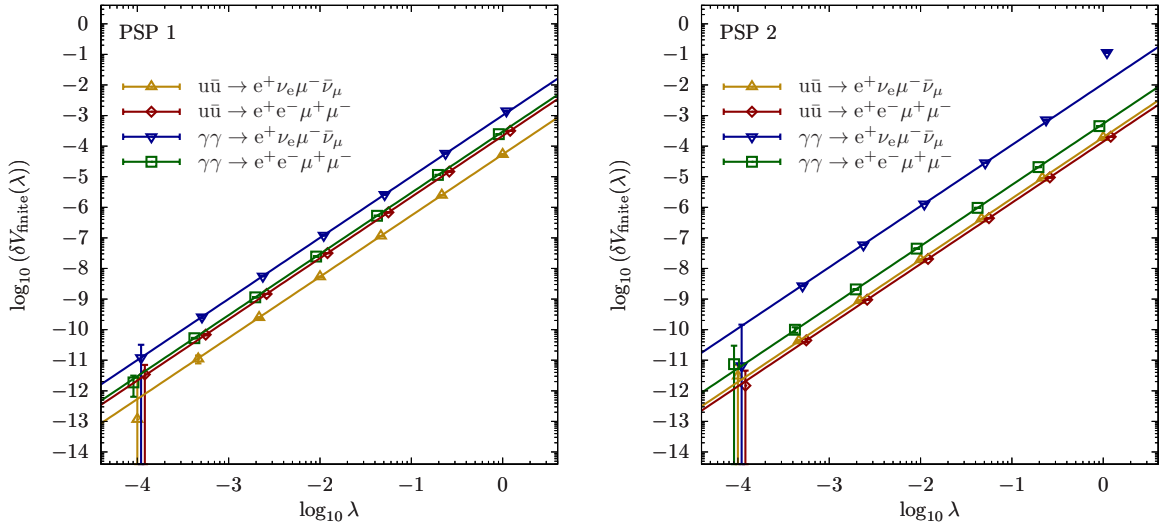 PSP 1
uū → e⁺νₑμ⁻ν̄_μ
uū → e⁺e⁻μ⁺μ⁻
γγ → e⁺νₑμ⁻ν̄_μ
γγ → e⁺e⁻μ⁺μ⁻
log₁₀ (δV_finite(λ))
0
−1
−2
−3
−4
−5
−6
−7
−8
−9
−10
−11
−12
−13
−14
−4 −3 −2 −1 0
log₁₀ λ
PSP 2
uū → e⁺νₑμ⁻ν̄_μ
uū → e⁺e⁻μ⁺μ⁻
γγ → e⁺νₑμ⁻ν̄_μ
γγ → e⁺e⁻μ⁺μ⁻
log₁₀ (δV_finite(λ))
0
−1
−2
−3
−4
−5
−6
−7
−8
−9
−10
−11
−12
−13
−14
−4 −3 −2 −1 0
log₁₀ λ